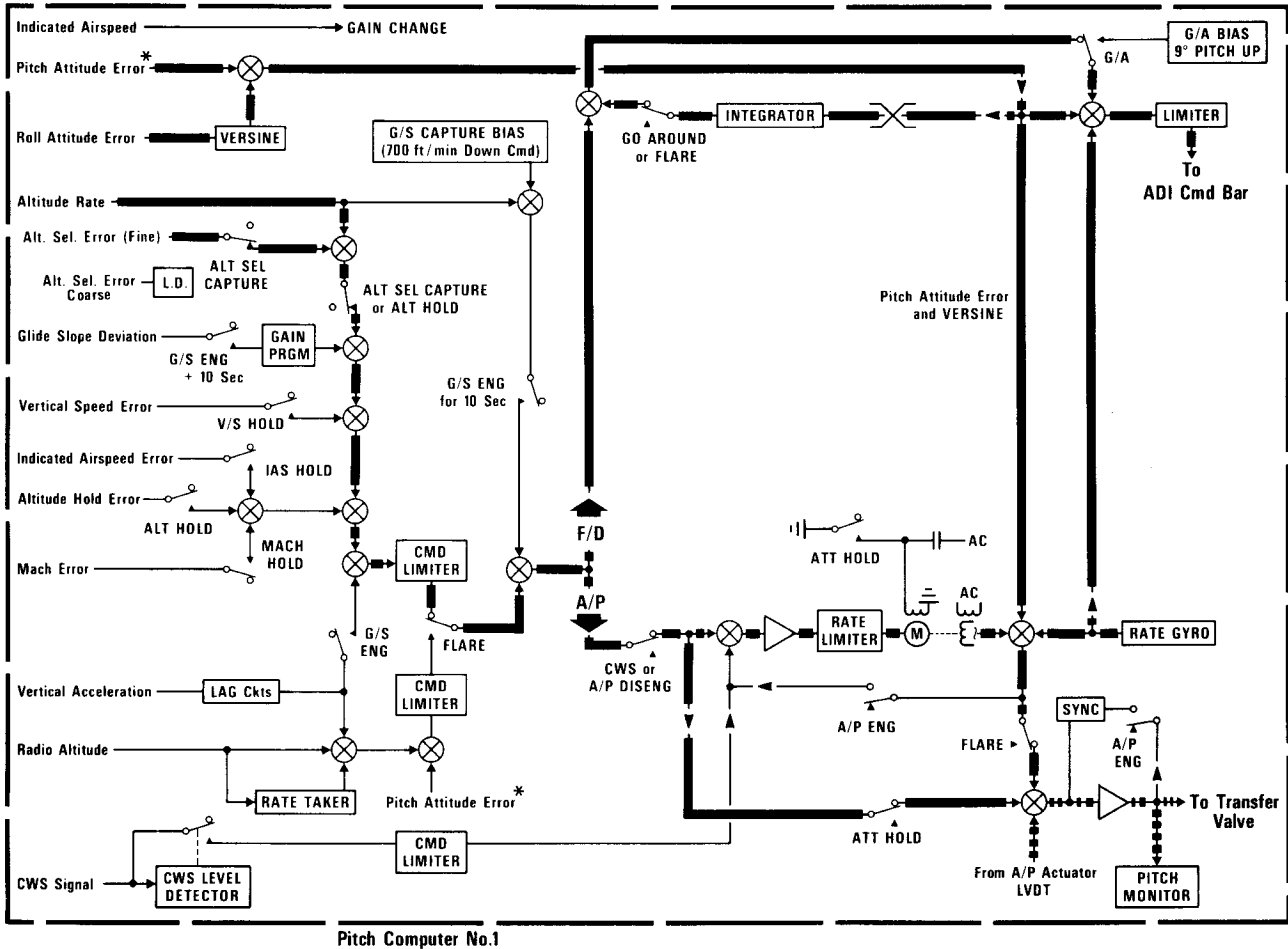 Indicated Airspeed
GAIN CHANGE
G/A BIAS
9° PITCH UP
G/A
Pitch Attitude Error*
Roll Attitude Error
VERSINE
G/S CAPTURE BIAS
(700 ft/min Down Cmd)
GO AROUND
or FLARE
INTEGRATOR
LIMITER
To
ADI Cmd Bar
Altitude Rate
Alt. Sel. Error (Fine)
ALT SEL
CAPTURE
Alt. Sel. Error
Coarse
L.D.
ALT SEL CAPTURE
or ALT HOLD
Pitch Attitude Error
and VERSINE
Glide Slope Deviation
G/S ENG
+ 10 Sec
GAIN
PRGM
G/S ENG
for 10 Sec
Vertical Speed Error
V/S HOLD
Indicated Airspeed Error
IAS HOLD
Altitude Hold Error
ALT HOLD
MACH
HOLD
Mach Error
CMD
LIMITER
F/D
A/P
ATT HOLD
AC
AC
G/S
ENG
FLARE
CWS or
A/P DISENG
RATE
LIMITER
M
RATE GYRO
Vertical Acceleration
LAG Ckts
CMD
LIMITER
A/P ENG
SYNC
A/P
ENG
FLARE
Radio Altitude
RATE TAKER
Pitch Attitude Error*
ATT HOLD
To Transfer
Valve
CMD
LIMITER
CWS Signal
CWS LEVEL
DETECTOR
From A/P Actuator
LVDT
PITCH
MONITOR
Pitch Computer No.1